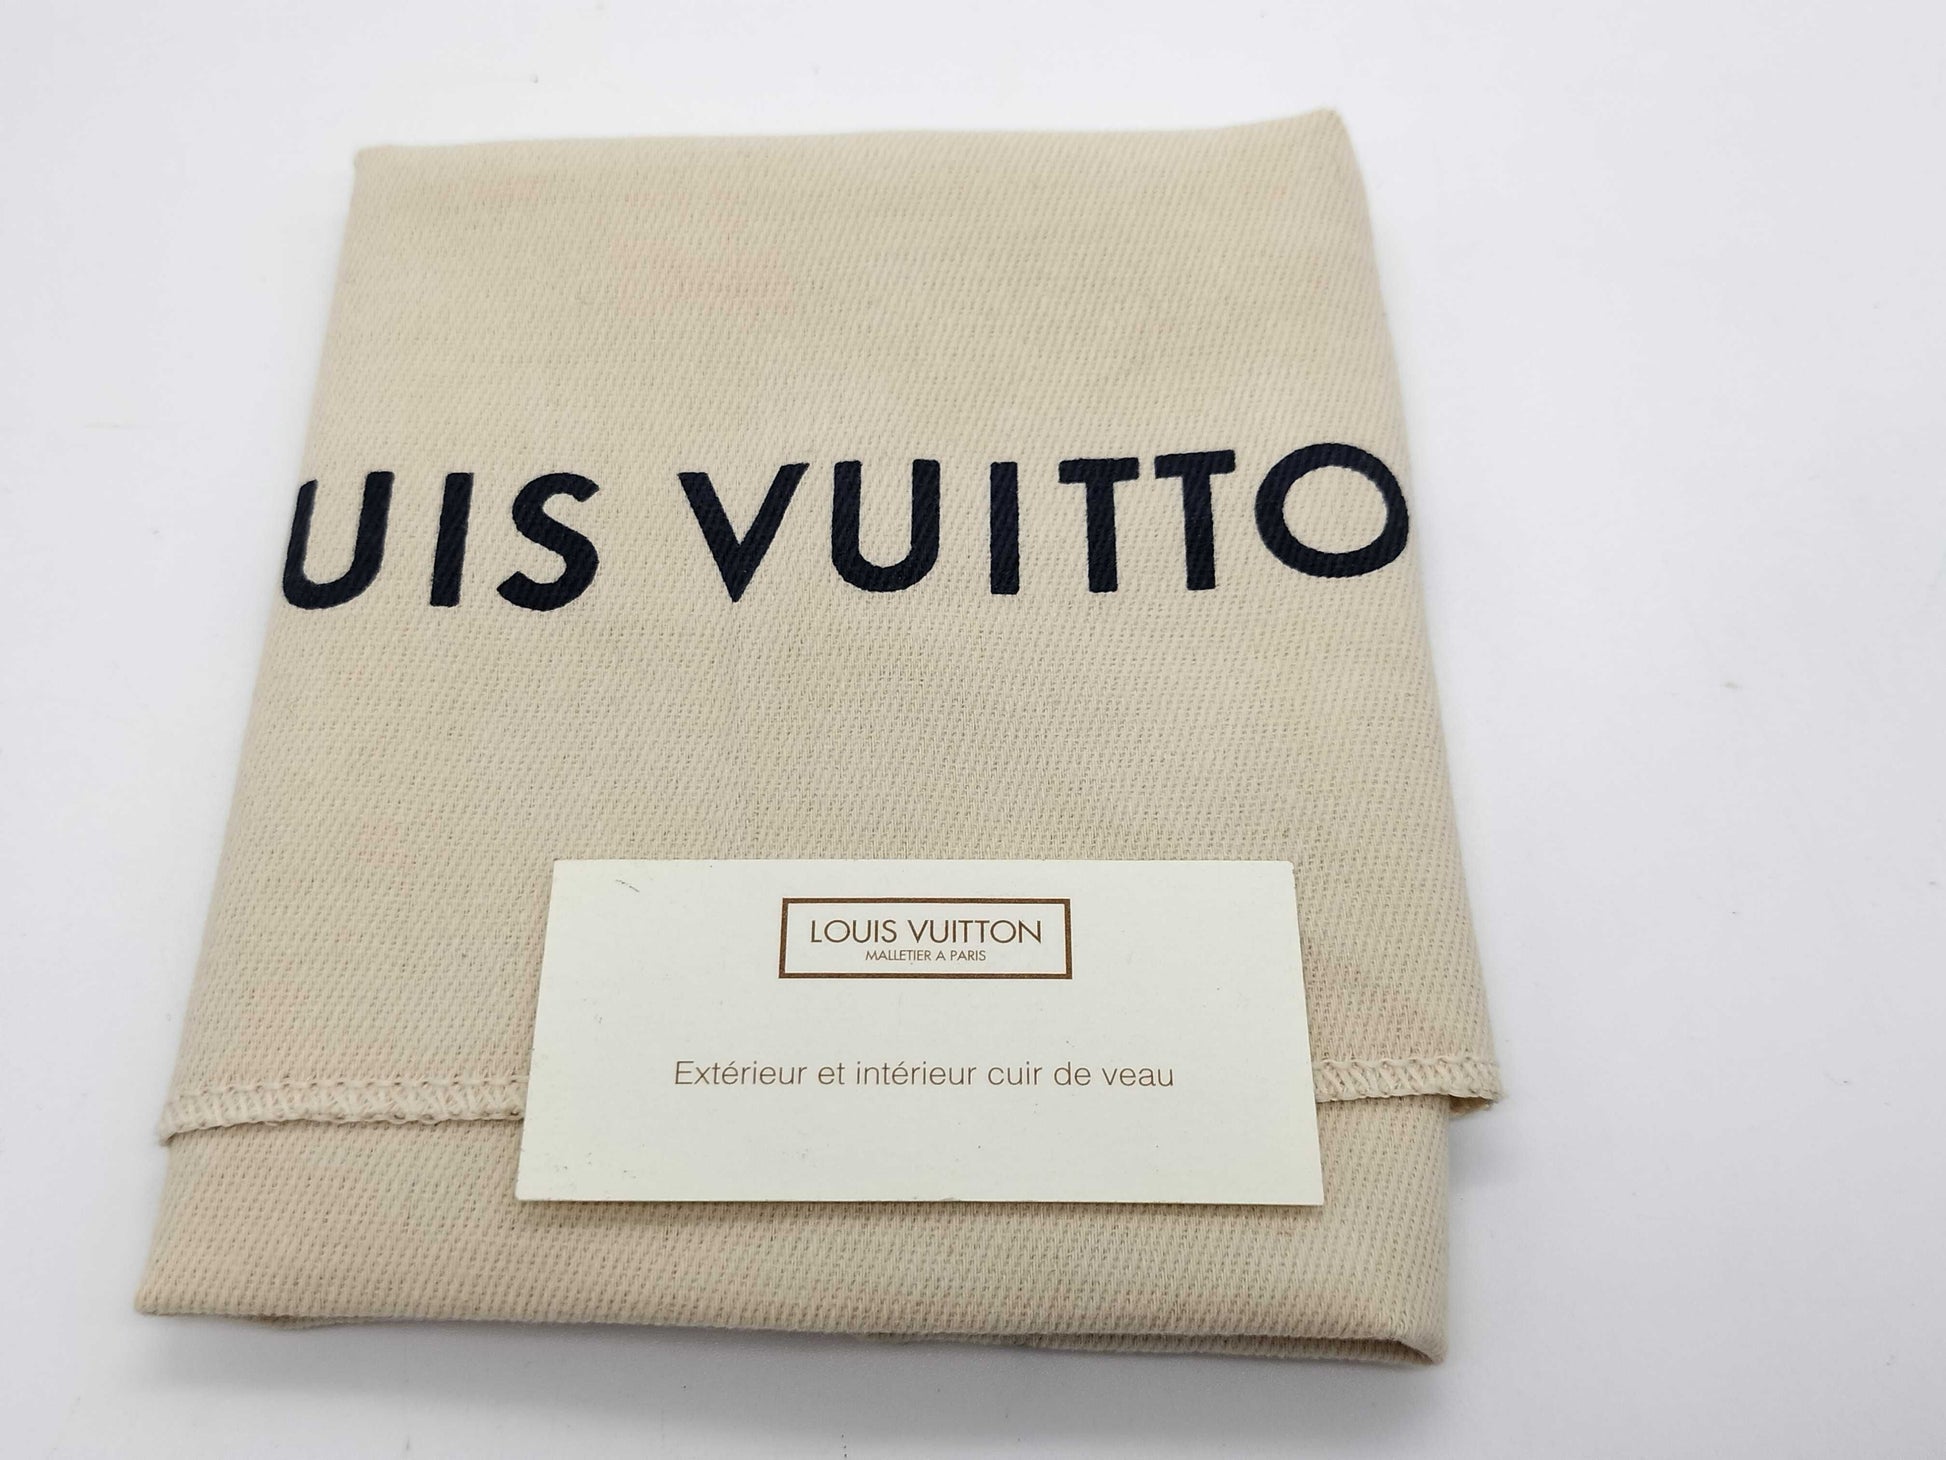 UIS VUITTO
LOUIS VUITTON
MALLETIER A PARIS
Extérieur et intérieur cuir de veau